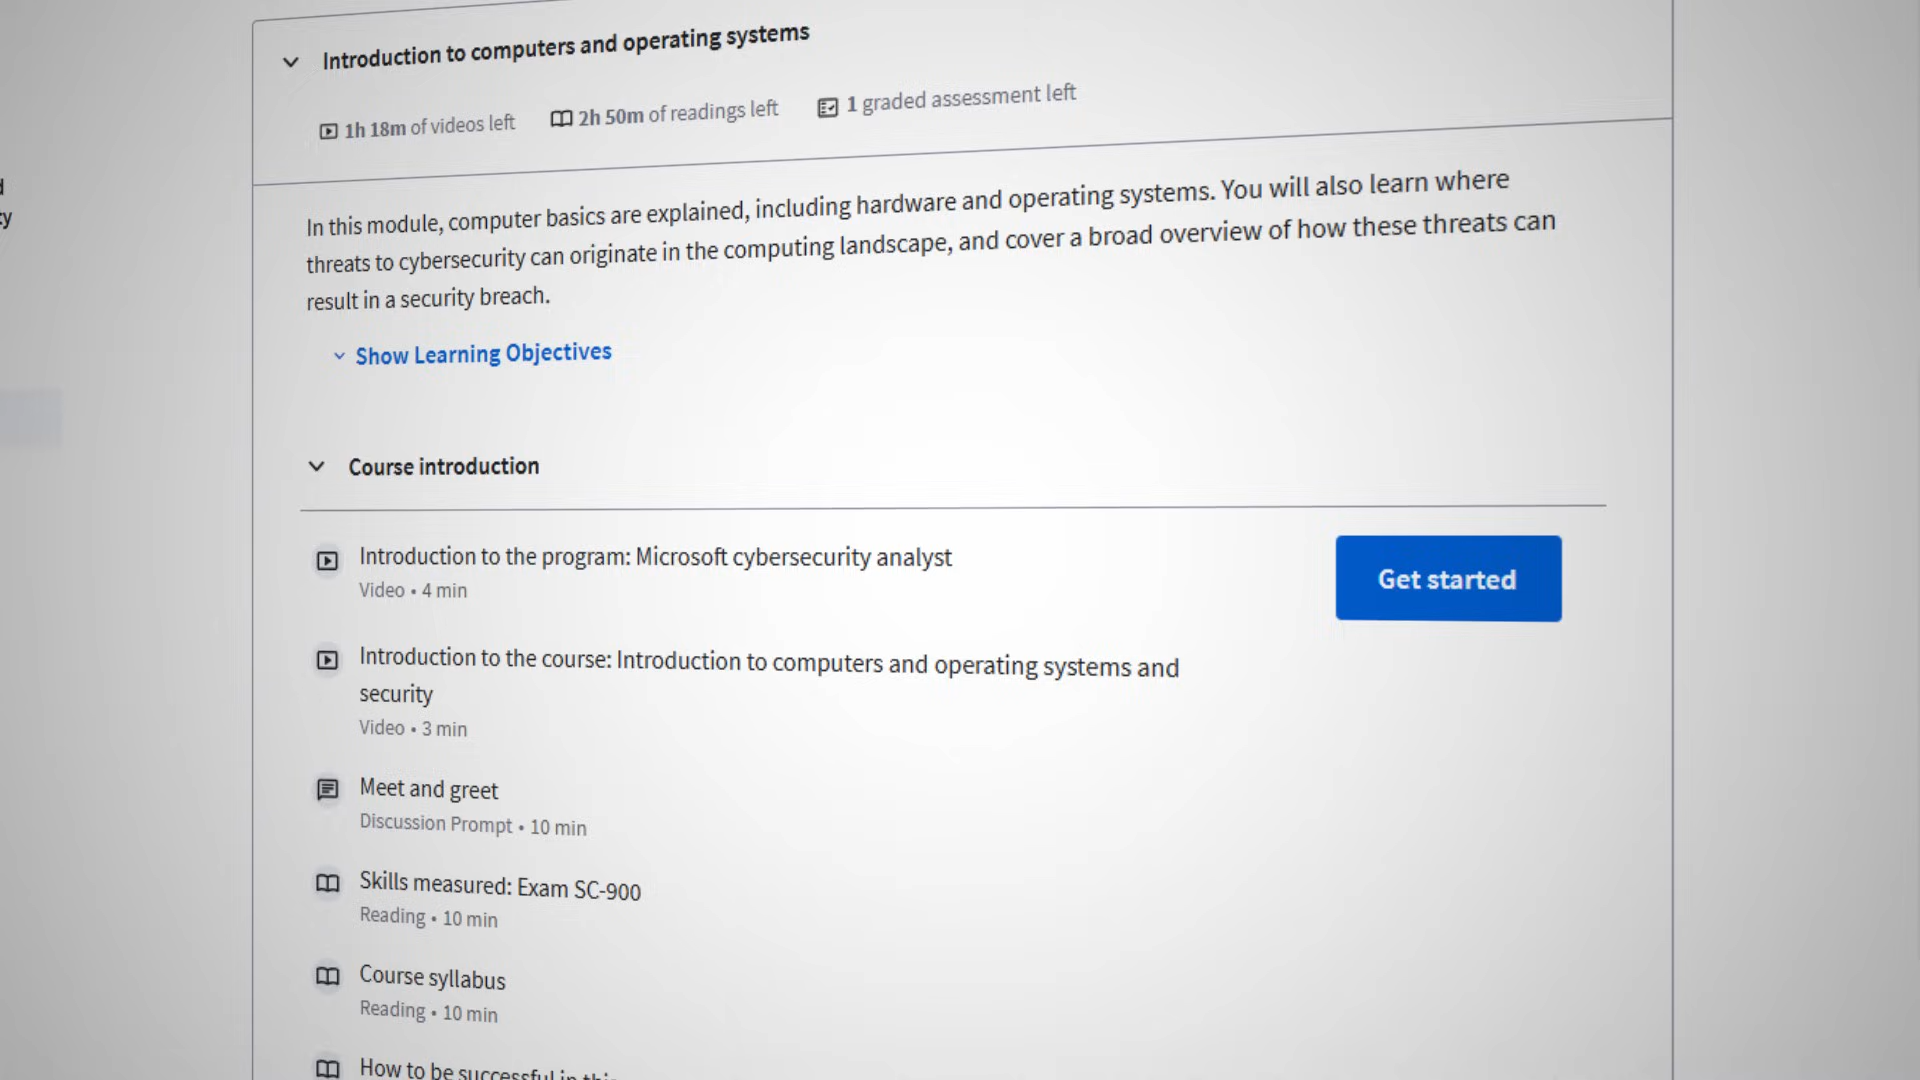 Introduction to computers and operating systems
1h 18m of videos left 2h 50m of readings left 1 graded assessment left
In this module, computer basics are explained, including hardware and operating systems. You will also learn where
threats to cybersecurity can originate in the computing landscape, and cover a broad overview of how these threats can
result in a security breach.
Show Learning Objectives
Course introduction
Introduction to the program: Microsoft cybersecurity analyst
Video • 4 min
Get started
Introduction to the course: Introduction to computers and operating systems and
security
Video • 3 min
Meet and greet
Discussion Prompt • 10 min
Skills measured: Exam SC-900
Reading • 10 min
Course syllabus
Reading • 10 min
How to be successful in this